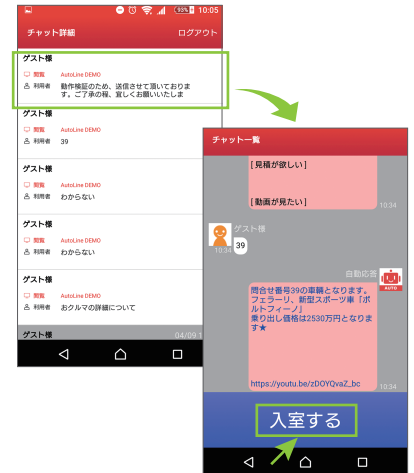 93% 10:05
チャット詳細 ログアウト
ゲスト様
閲覧 AutoLine DEMO
利用者 動作検証のため、送信させて頂いておりま
す。ご了承の程、宜しくお願いいたしま
ゲスト様
閲覧 AutoLine DEMO
利用者 39
ゲスト様
閲覧 AutoLine DEMO
利用者 わからない
ゲスト様
閲覧 AutoLine DEMO
利用者 わからない
ゲスト様
閲覧 AutoLine DEMO
利用者 おクルマの詳細について
ゲスト様 04/09 1
チャット一覧
[ 見積が欲しい ]
[ 動画が見たい ]
10:34
ゲスト様
39
10:34
自動応答
AUTO
問合せ番号39の車輌となります。
フェラーリ、新型スポーツ車「ポ
ルトフィーノ」
乗り出し価格は2530万円となりま
す★
https://youtu.be/zDOYQvaZ_bc
10:34
入室する